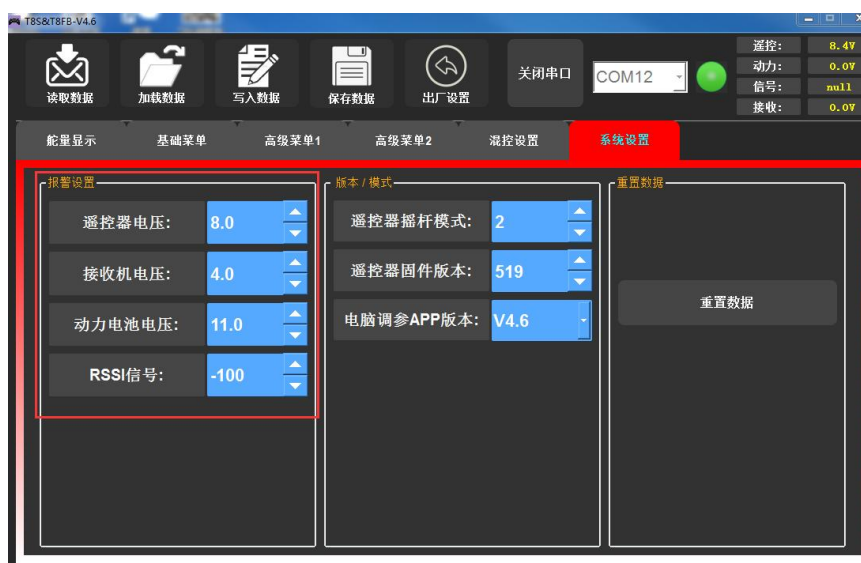 T8S&T8FB-V4.6
读取数据
加载数据
写入数据
保存数据
出厂设置
关闭串口
COM12
遥控: 8.4V
动力: 0.0V
信号: null
接收: 0.0V
舵量显示 基础菜单 高级菜单1 高级菜单2 混控设置 系统设置
报警设置
遥控器电压: 8.0
接收机电压: 4.0
动力电池电压: 11.0
RSSI信号: -100
版本/模式
遥控器摇杆模式: 2
遥控器固件版本: 519
电脑调参APP版本: V4.6
重置数据
重置数据